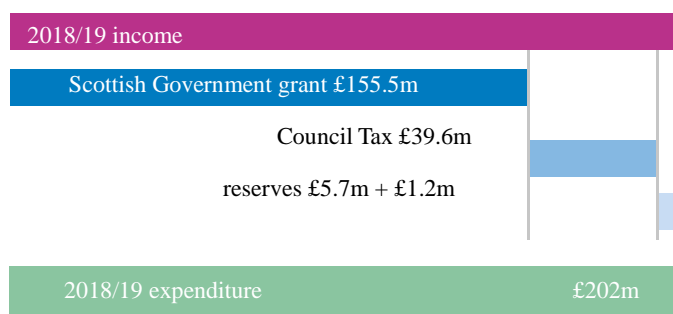 2018/19 income
Scottish Government grant £155.5m
Council Tax £39.6m
reserves £5.7m + £1.2m
2018/19 expenditure £202m